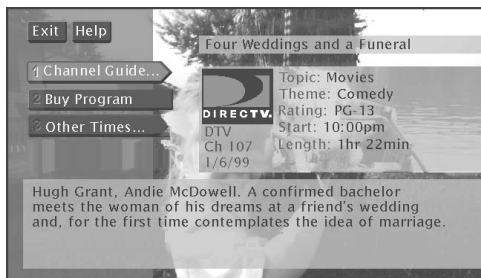 Exit Help
Four Weddings and a Funeral
1 Channel Guide...
2 Buy Program
3 Other Times...
DIRECTV.
DTV
Ch 107
1/6/99
Topic: Movies
Theme: Comedy
Rating: PG-13
Start: 10:00pm
Length: 1hr 22min
Hugh Grant, Andie McDowell. A confirmed bachelor
meets the woman of his dreams at a friend's wedding
and, for the first time contemplates the idea of marriage.